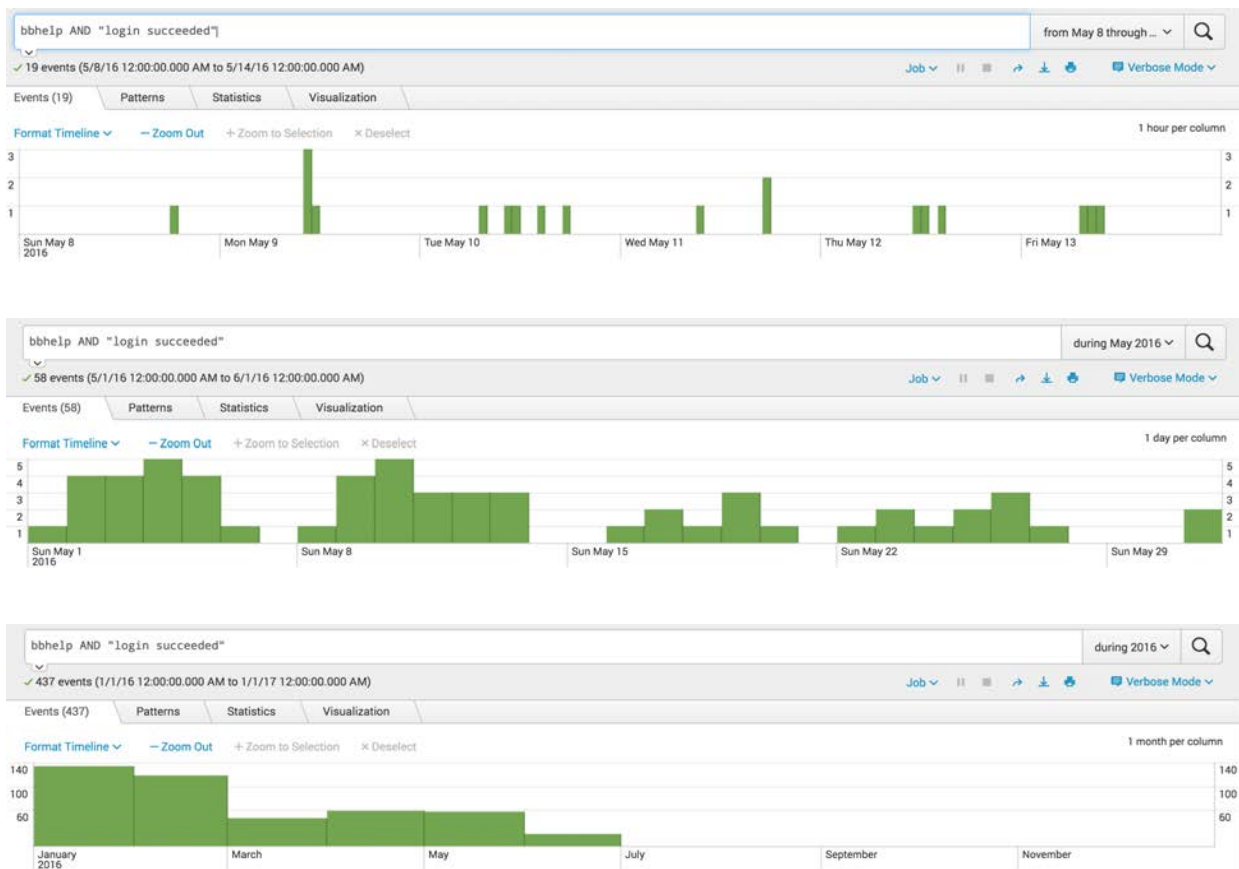 bbhelp AND "login succeeded" from May 8 through ...
19 events (5/8/16 12:00:00.000 AM to 5/14/16 12:00:00.000 AM) Job Verbose Mode
Events (19) Patterns Statistics Visualization
Format Timeline — Zoom Out + Zoom to Selection × Deselect 1 hour per column
3 3
2 2
1 1
Sun May 8 Mon May 9 Tue May 10 Wed May 11 Thu May 12 Fri May 13
2016
bbhelp AND "login succeeded" during May 2016
58 events (5/1/16 12:00:00.000 AM to 6/1/16 12:00:00.000 AM) Job Verbose Mode
Events (58) Patterns Statistics Visualization
Format Timeline — Zoom Out + Zoom to Selection × Deselect 1 day per column
5 5
4 4
3 3
2 2
1 1
Sun May 1 Sun May 8 Sun May 15 Sun May 22 Sun May 29
2016
bbhelp AND "login succeeded" during 2016
437 events (1/1/16 12:00:00.000 AM to 1/1/17 12:00:00.000 AM) Job Verbose Mode
Events (437) Patterns Statistics Visualization
Format Timeline — Zoom Out + Zoom to Selection × Deselect 1 month per column
140 140
100 100
60 60
January March May July September November
2016